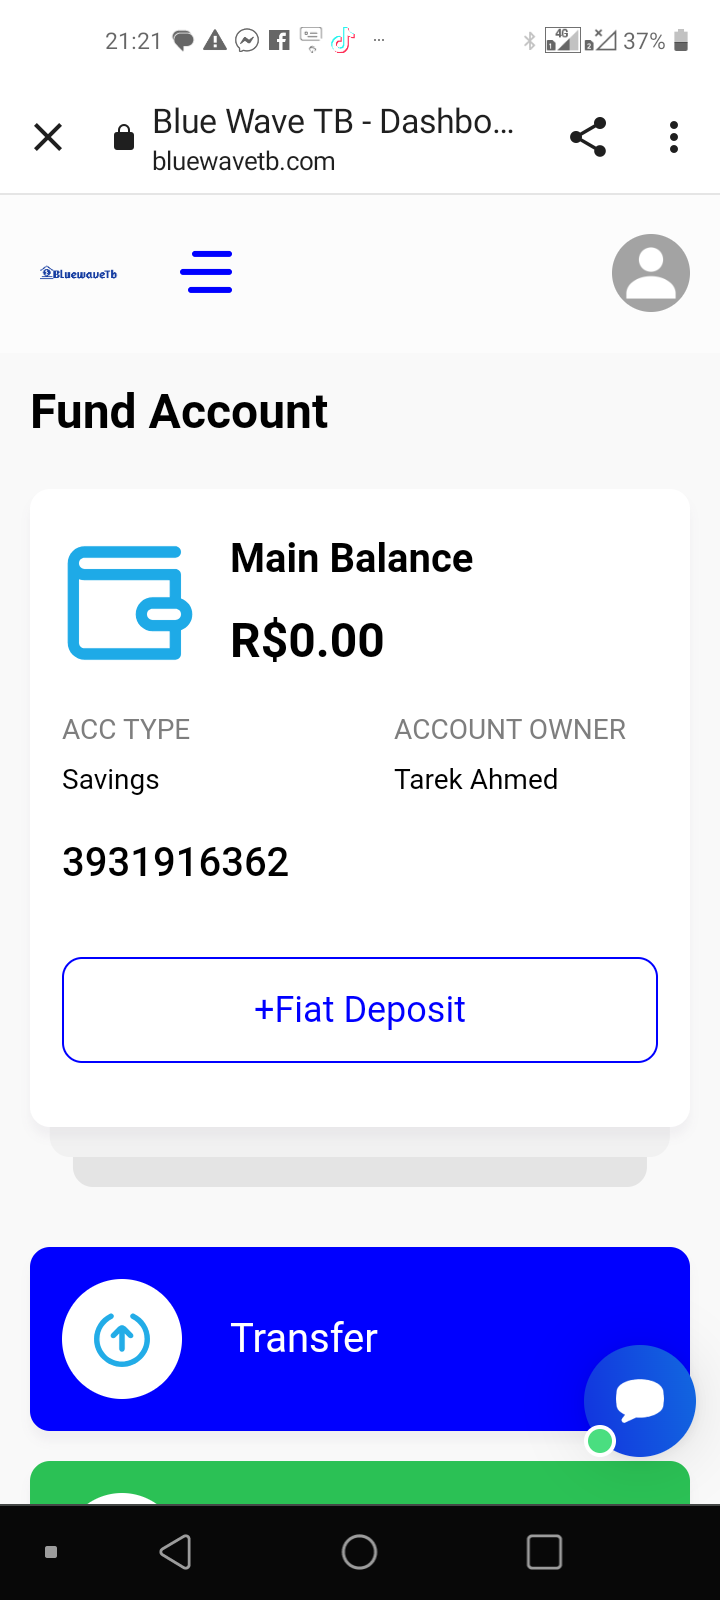 21:21
4G
37%
Blue Wave TB - Dashbo...
bluewavetb.com
BluewaveTb
Fund Account
Main Balance
R$0.00
ACC TYPE
ACCOUNT OWNER
Savings
Tarek Ahmed
3931916362
+Fiat Deposit
Transfer